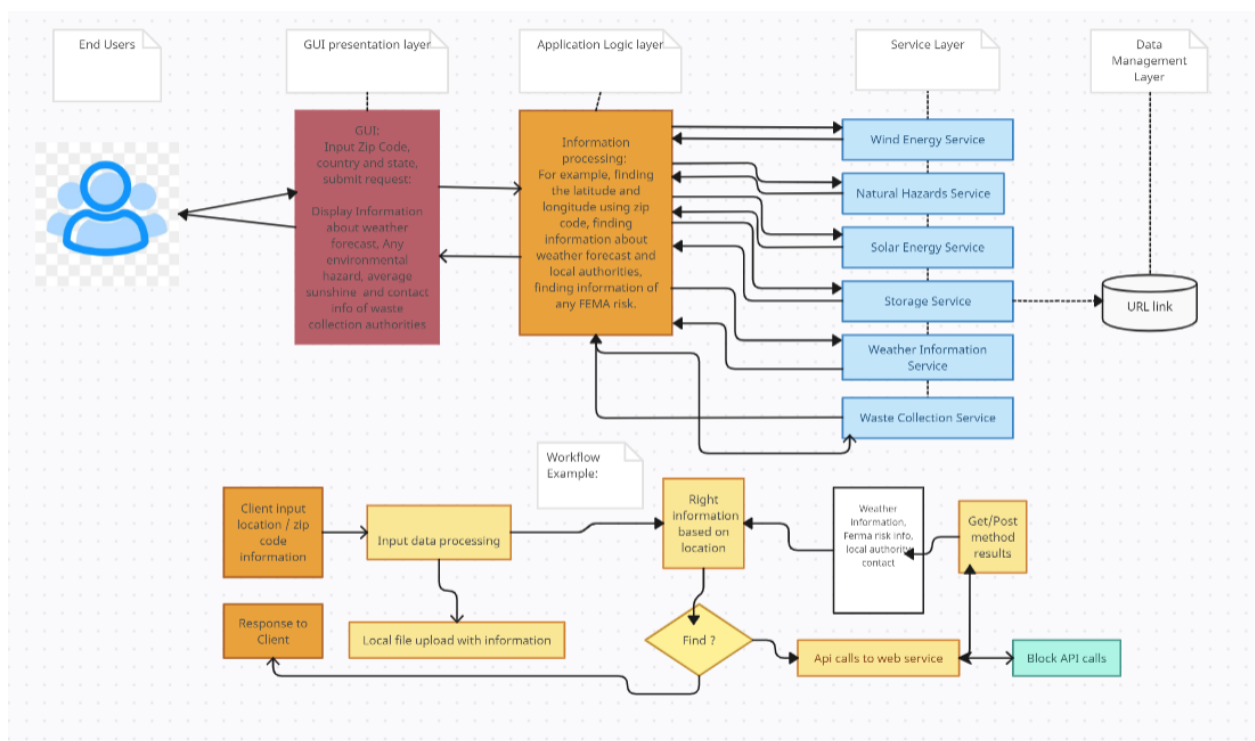 End Users
GUI presentation layer
Application Logic layer
Service Layer
Data
Management
Layer
GUI:
Input Zip Code,
country and state,
submit request:
Display Information
about weather
forecast, Any
environmental
hazard, average
sunshine and contact
info of waste
collection authorities
Information
processing:
For example, finding
the latitude and
longitude using zip
code, finding
information about
weather forecast and
local authorities,
finding information of
any FEMA risk.
Wind Energy Service
Natural Hazards Service
Solar Energy Service
Storage Service
Weather Information
Service
Waste Collection Service
URL link
Workflow
Example:
Client input
location / zip
code
information
Input data processing
Right
information
based on
location
Weather
Information,
Ferma risk info,
local authority
contact
Get/Post
method
results
Response to
Client
Local file upload with information
Find ?
Api calls to web service
Block API calls